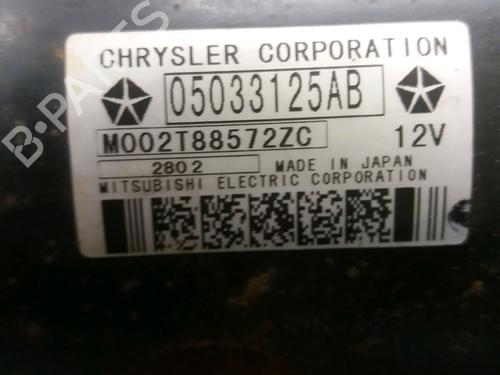 CHRYSLER CORPORATION
05033125AB
M002T88572ZC 12V
2802 MADE IN JAPAN
MITSUBISHI ELECTRIC CORPORATION
B-PARTS